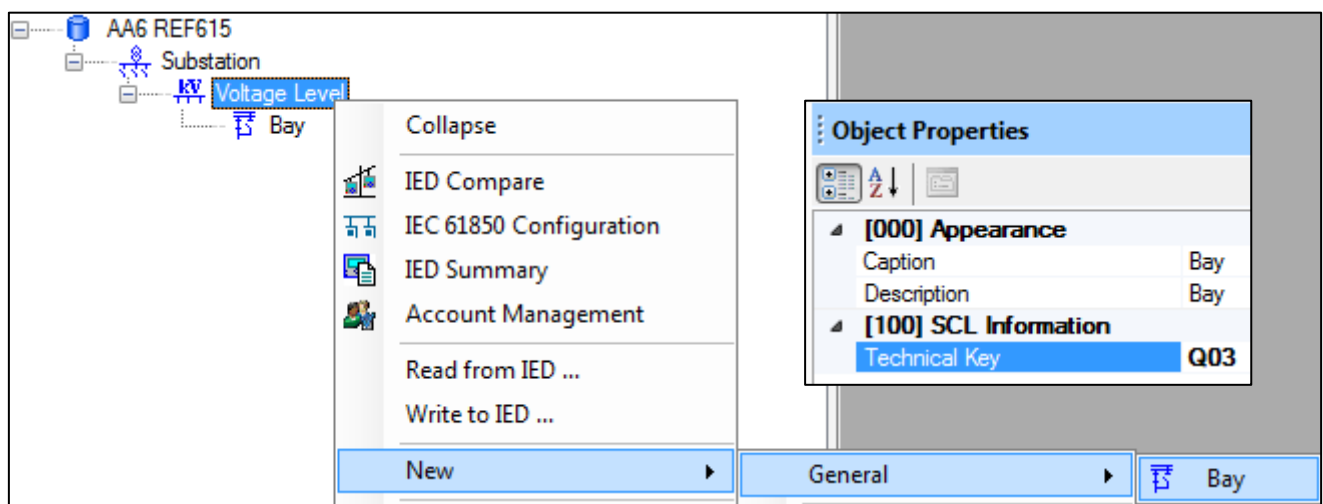 AA6 REF615
Substation
kV Voltage Level
Bay
Collapse
IED Compare
IEC 61850 Configuration
IED Summary
Account Management
Read from IED ...
Write to IED ...
New
General
Bay
Object Properties
A Z
[000] Appearance
Caption Bay
Description Bay
[100] SCL Information
Technical Key Q03